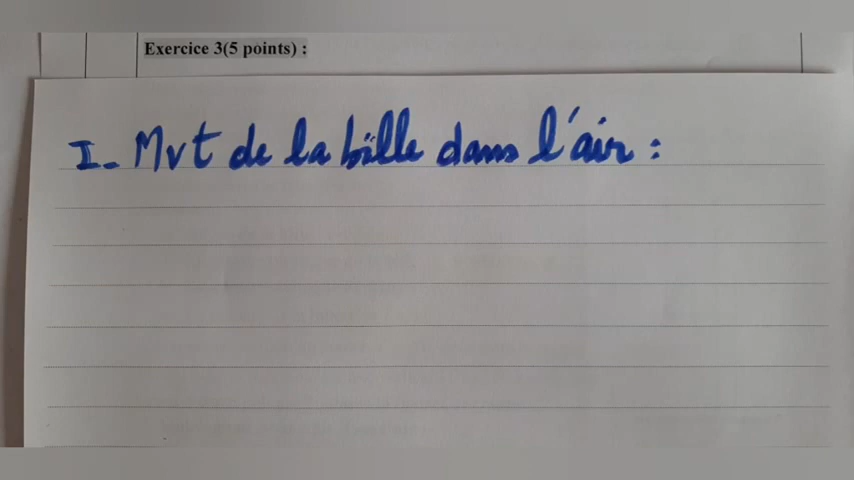 Exercice 3(5 points) :
I- Mvt de la bille dans l'air :